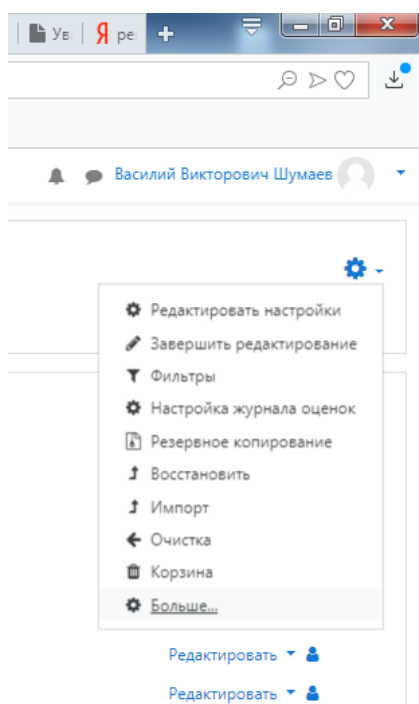 Ув
Я ре
Василий Викторович Шумаев
Редактировать настройки
Завершить редактирование
Фильтры
Настройка журнала оценок
Резервное копирование
Восстановить
Импорт
Очистка
Корзина
Больше...
Редактировать
Редактировать